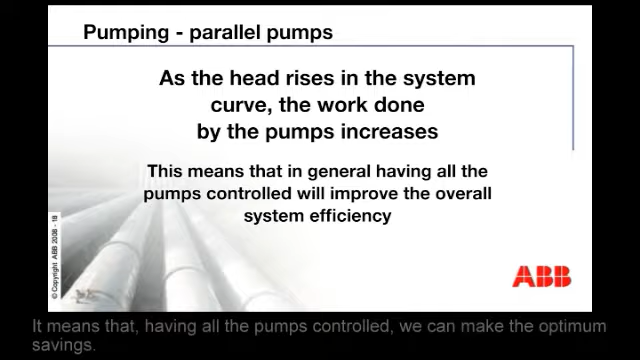 Pumping - parallel pumps
As the head rises in the system
curve, the work done
by the pumps increases
This means that in general having all the
pumps controlled will improve the overall
system efficiency
© Copyright ABB 2008 - 18
ABB
It means that, having all the pumps controlled, we can make the optimum
savings.